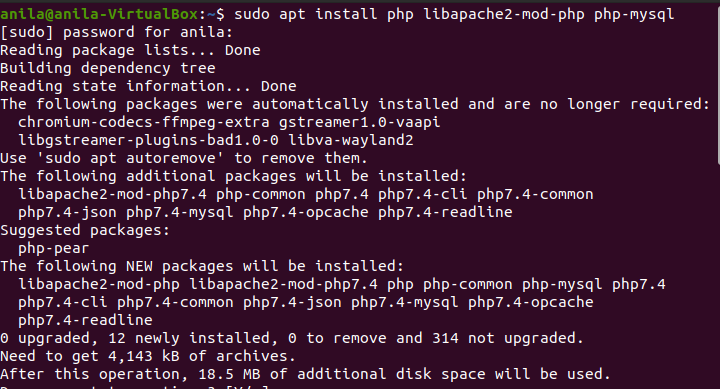 anila@anila-VirtualBox:~$ sudo apt install php libapache2-mod-php php-mysql
[sudo] password for anila:
Reading package lists... Done
Building dependency tree
Reading state information... Done
The following packages were automatically installed and are no longer required:
  chromium-codecs-ffmpeg-extra gstreamer1.0-vaapi
  libgstreamer-plugins-bad1.0-0 libva-wayland2
Use 'sudo apt autoremove' to remove them.
The following additional packages will be installed:
  libapache2-mod-php7.4 php-common php7.4 php7.4-cli php7.4-common
  php7.4-json php7.4-mysql php7.4-opcache php7.4-readline
Suggested packages:
  php-pear
The following NEW packages will be installed:
  libapache2-mod-php libapache2-mod-php7.4 php php-common php-mysql php7.4
  php7.4-cli php7.4-common php7.4-json php7.4-mysql php7.4-opcache
  php7.4-readline
0 upgraded, 12 newly installed, 0 to remove and 314 not upgraded.
Need to get 4,143 kB of archives.
After this operation, 18.5 MB of additional disk space will be used.